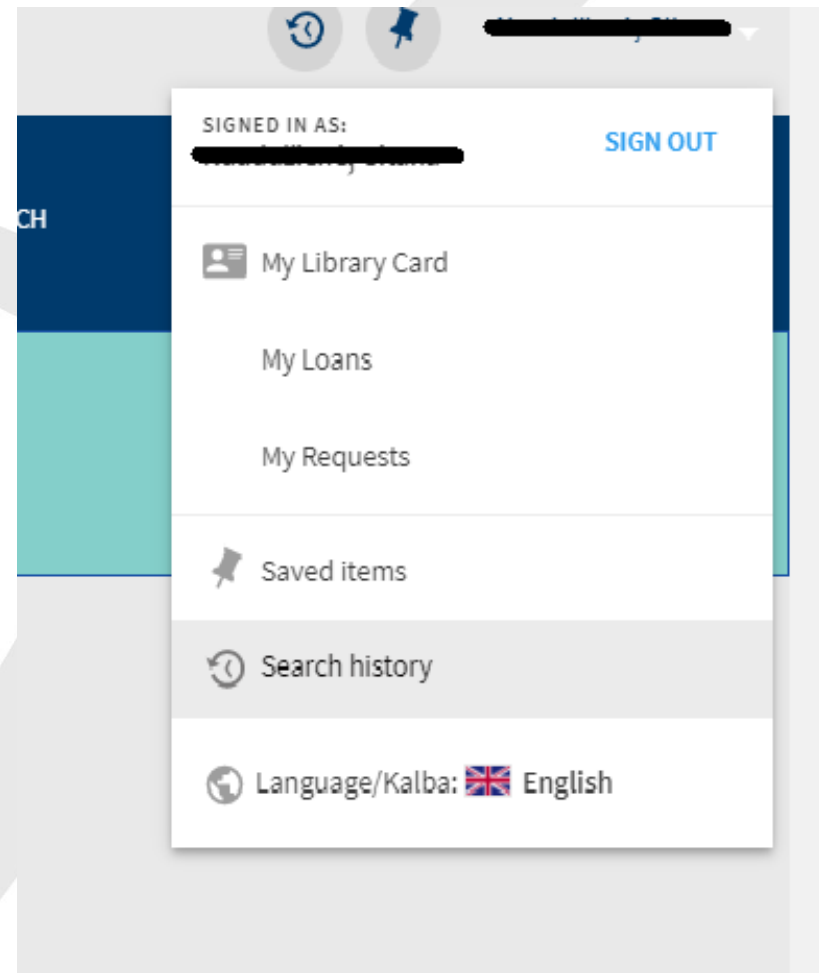 SIGNED IN AS:
SIGN OUT
CH
My Library Card
My Loans
My Requests
Saved items
Search history
Language/Kalba: English